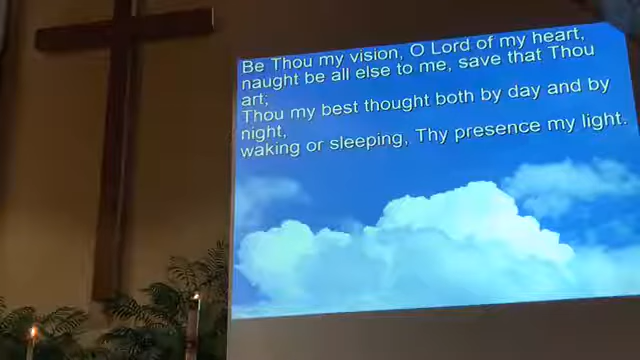 Be Thou my vision, O Lord of my heart,
naught be all else to me, save that Thou
art;
Thou my best thought both by day and by
night,
waking or sleeping, Thy presence my light.